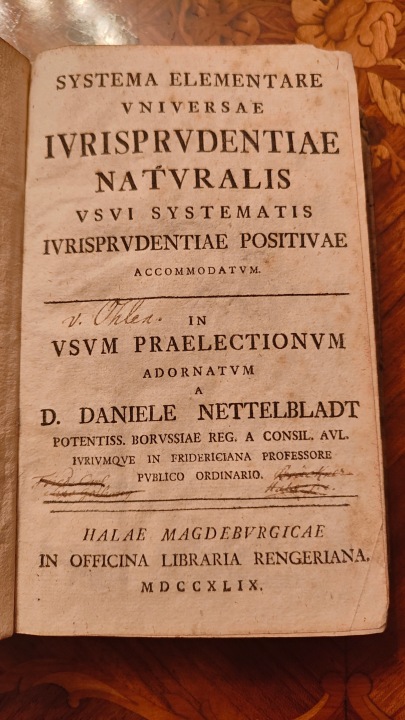 SYSTEMA ELEMENTARE
VNIVERSAE
IVRISPRVDENTIAE
NATVRALIS
VSVI SYSTEMATIS
IVRISPRVDENTIAE POSITIVAE
ACCOMMODATVM.
v. Ohlen.
IN
VSVM PRAELECTIONVM
ADORNATVM
A
D. DANIELE NETTELBLADT
POTENTISS. BORVSSIAE REG. A CONSIL. AVL.
IVRIVMQVE IN FRIDERICIANA PROFESSORE
PVBLICO ORDINARIO.
HALAE MAGDEBVRGICAE
IN OFFICINA LIBRARIA RENGERIANA.
MDCCXLIX.